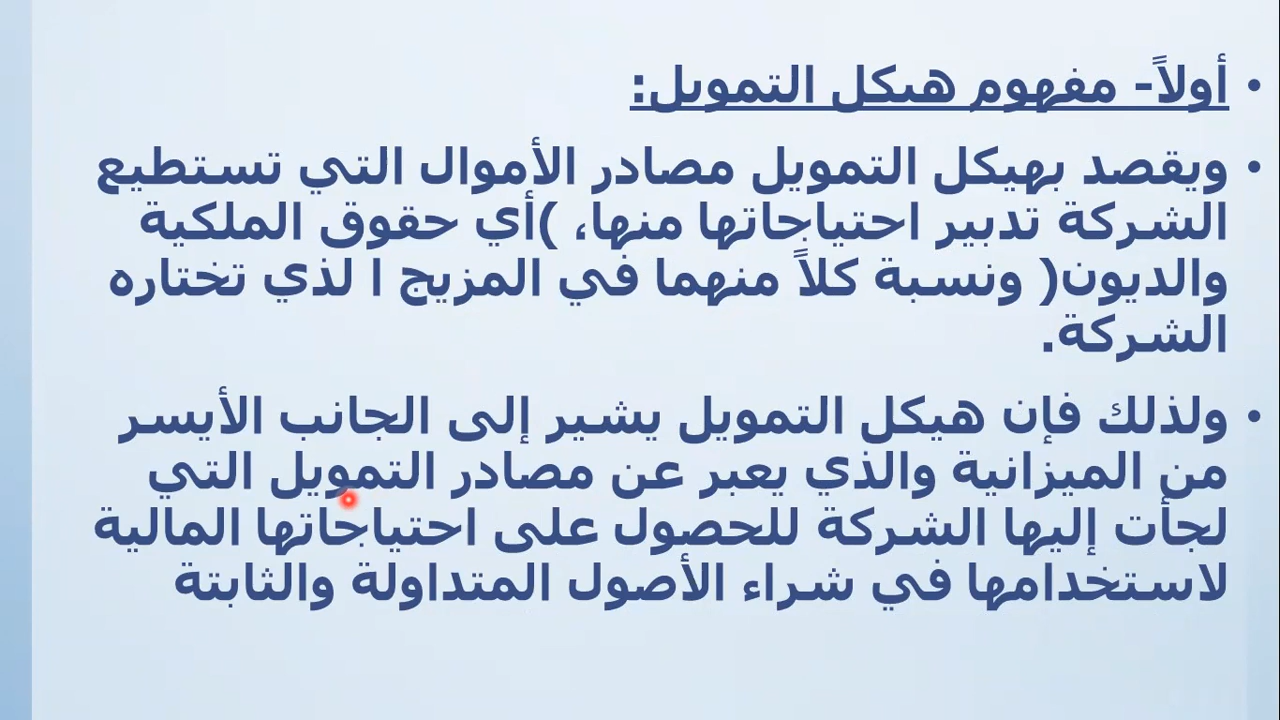 • أولاً- مفهوم هيكل التمويل:
• ويقصد بهيكل التمويل مصادر الأموال التي تستطيع
الشركة تدبير احتياجاتها منها، )أي حقوق الملكية
والديون( ونسبة كلاً منهما في المزيج ا لذي تختاره
الشركة.
• ولذلك فإن هيكل التمويل يشير إلى الجانب الأيسر
من الميزانية والذي يعبر عن مصادر التمويل التي
لجأت إليها الشركة للحصول على احتياجاتها المالية
لاستخدامها في شراء الأصول المتداولة والثابتة